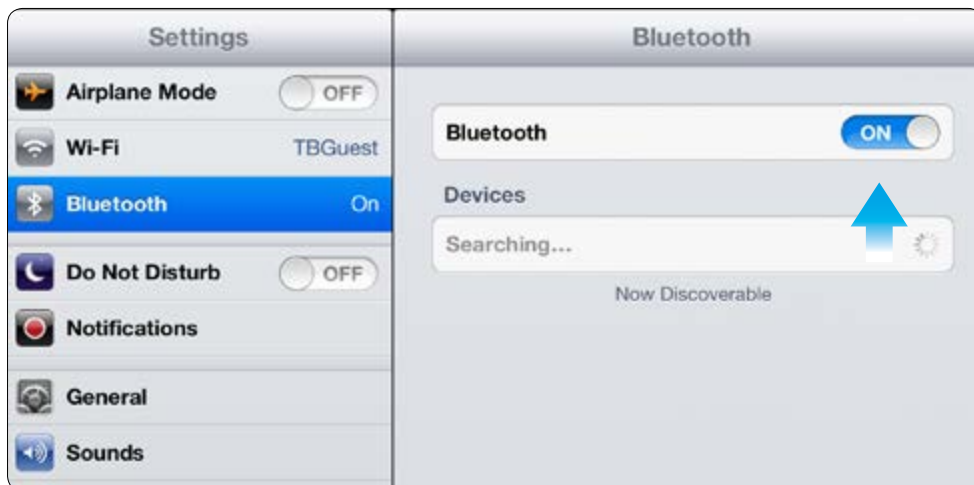 Settings
Airplane Mode OFF
Wi-Fi TBGuest
Bluetooth On
Do Not Disturb OFF
Notifications
General
Sounds
Bluetooth
Bluetooth ON
Devices
Searching...
Now Discoverable